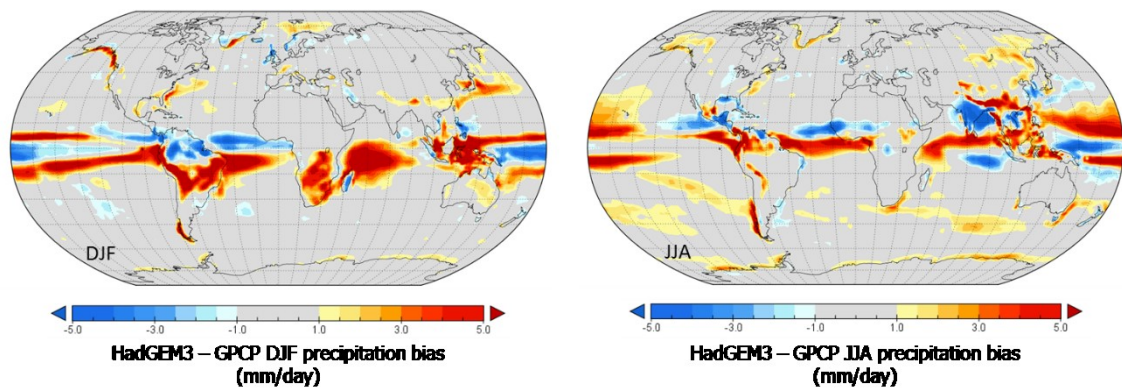 DJF
-5.0 -3.0 -1.0 1.0 3.0 5.0
HadGEM3 – GPCP DJF precipitation bias
(mm/day)
JJA
-5.0 -3.0 -1.0 1.0 3.0 5.0
HadGEM3 – GPCP JJA precipitation bias
(mm/day)